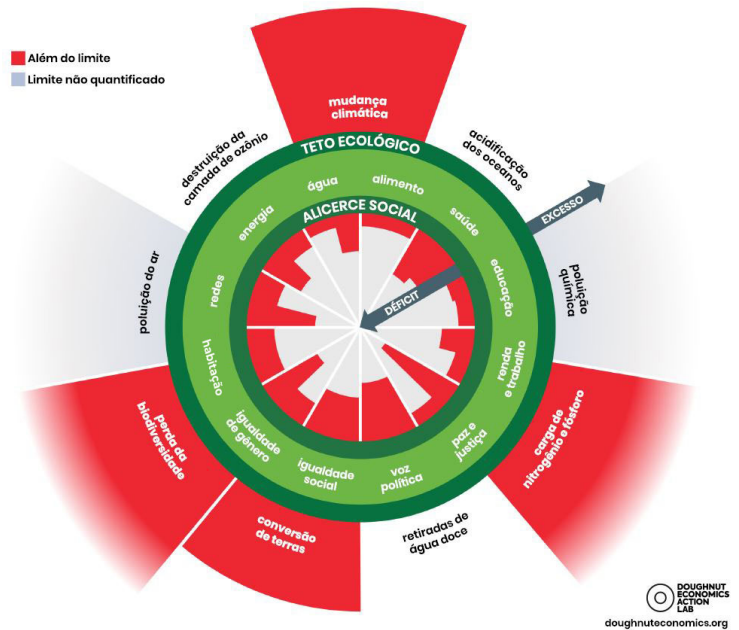 Além do limite
Limite não quantificado
mudança
climática
destruição da
camada de ozônio
acidificação
dos oceanos
TETO ECOLÓGICO
água
alimento
energia
saúde
ALICERCE SOCIAL
EXCESSO
redes
educação
DÉFICIT
poluição do ar
poluição
química
habitação
renda
e trabalho
igualdade
de gênero
igualdade
social
voz
política
paz e
justiça
perda da
biodiversidade
carga de
nitrogênio e fósforo
conversão
de terras
retiradas de
água doce
DOUGHNUT
ECONOMICS
ACTION
LAB
doughnuteconomics.org